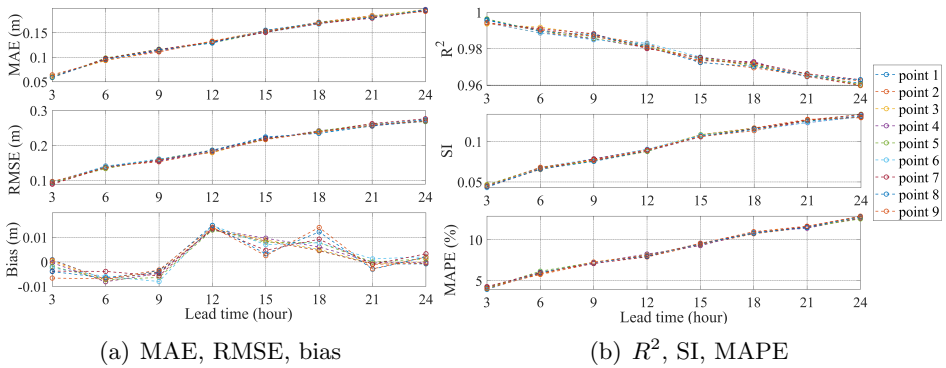 MAE (m)
0.15
0.1
0.05
3 6 9 12 15 18 21 24
RMSE (m)
0.3
0.2
0.1
3 6 9 12 15 18 21 24
Bias (m)
0.01
0
-0.01
3 6 9 12 15 18 21 24
Lead time (hour)
(a) MAE, RMSE, bias
R²
1
0.98
0.96
3 6 9 12 15 18 21 24
SI
0.1
0.05
3 6 9 12 15 18 21 24
MAPE (%)
10
5
3 6 9 12 15 18 21 24
Lead time (hour)
(b) R², SI, MAPE
point 1
point 2
point 3
point 4
point 5
point 6
point 7
point 8
point 9